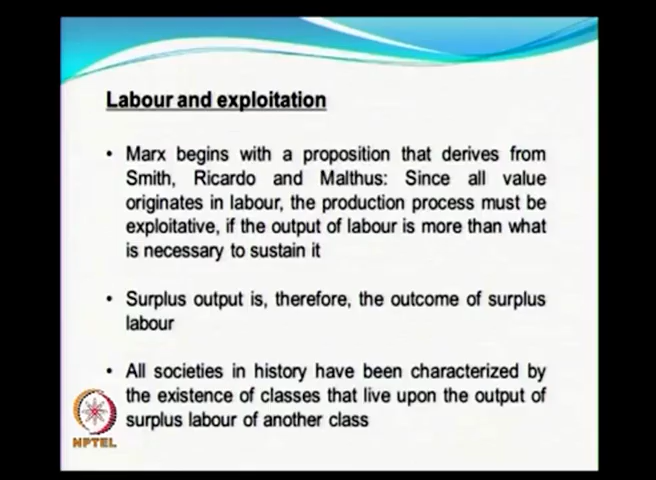 Labour and exploitation
• Marx begins with a proposition that derives from
Smith, Ricardo and Malthus: Since all value
originates in labour, the production process must be
exploitative, if the output of labour is more than what
is necessary to sustain it
• Surplus output is, therefore, the outcome of surplus
labour
• All societies in history have been characterized by
the existence of classes that live upon the output of
surplus labour of another class
NPTEL